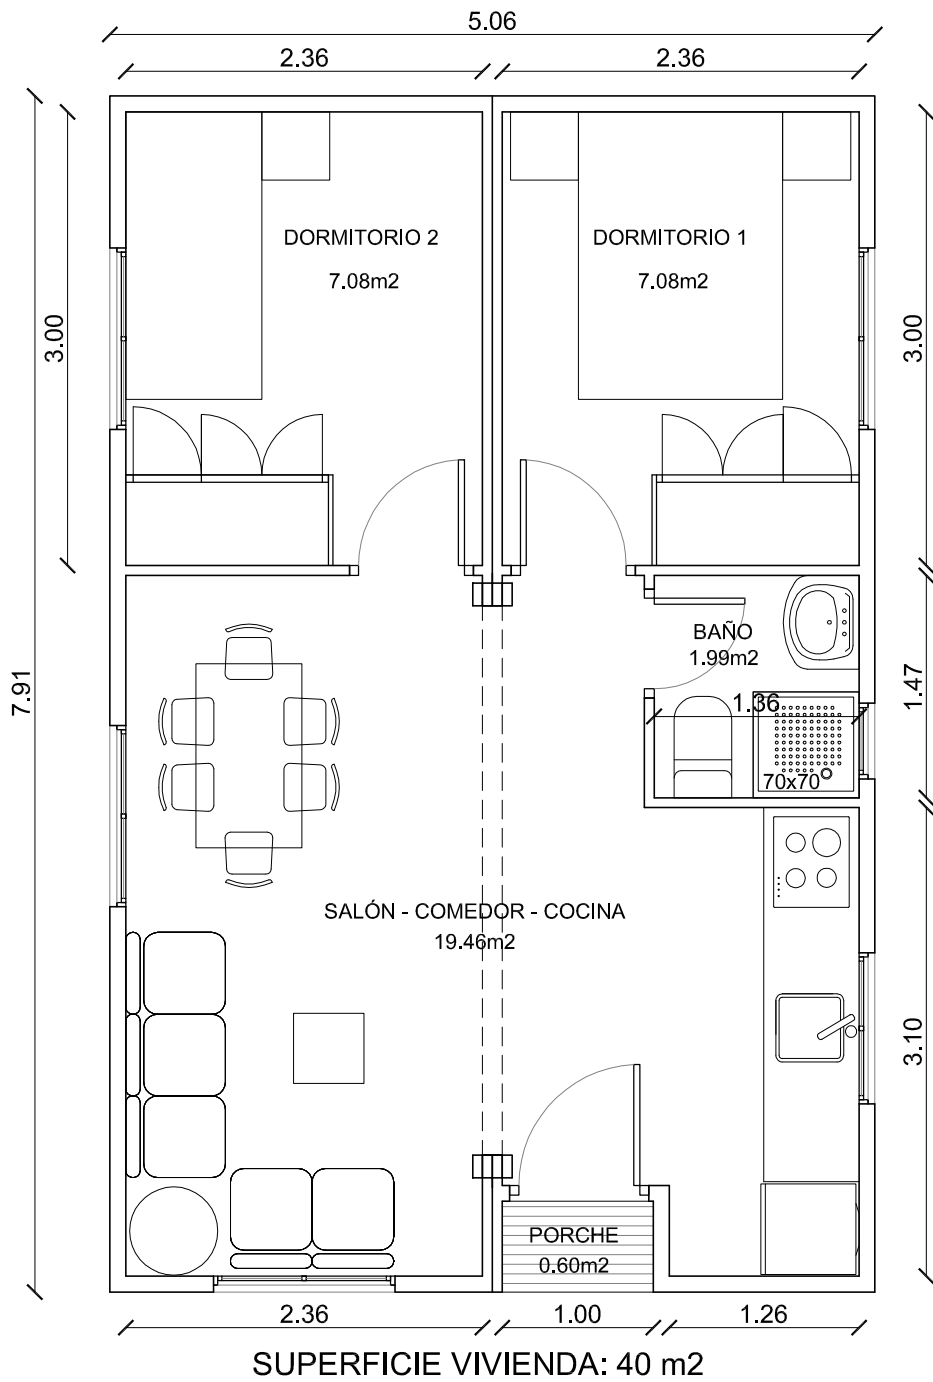 5.06
2.36
2.36
DORMITORIO 2
7.08m2
DORMITORIO 1
7.08m2
3.00
3.00
7.91
BAÑO
1.99m2
1.36
70x70
1.47
SALÓN - COMEDOR - COCINA
19.46m2
3.10
PORCHE
0.60m2
2.36
1.00
1.26
SUPERFICIE VIVIENDA: 40 m2